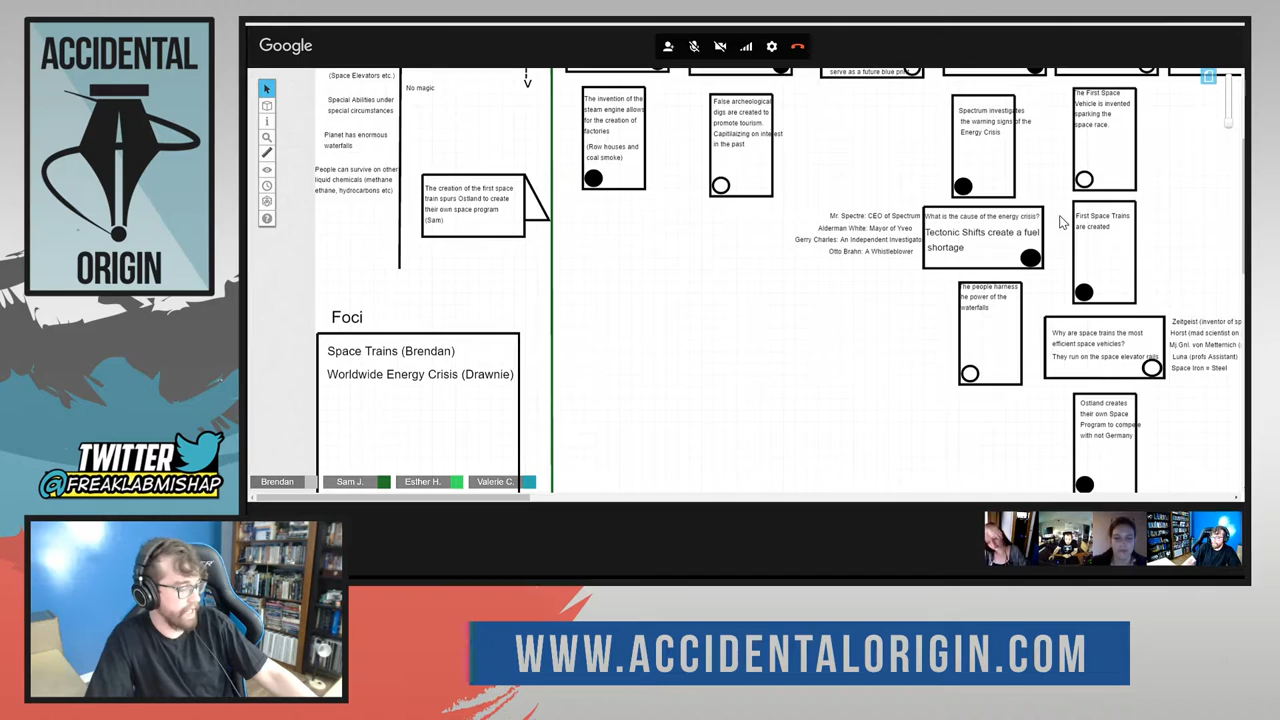 ACCIDENTAL
ORIGIN
TWITTER
@FREAKLABMISHAP
Google
(Space Elevators etc.)
Special Abilities under
special circumstances
Planet has enormous
waterfalls
People can survive on other
liquid chemicals (methane
ethane, hydrocarbons etc)
No magic
V
The creation of the first space
train spurs Ostland to create
their own space program
(Sam)
Foci
Space Trains (Brendan)
Worldwide Energy Crisis (Drawnie)
Brendan
Sam J.
Esther H.
Valerie C.
The invention of the
steam engine allows
for the creation of
factories
(Row houses and
coal smoke)
False archeological
digs are created to
promote tourism.
Capitilaizing on interest
in the past
serve as a future blue prin
Spectrum investigates
the warning signs of the
Energy Crisis
Mr. Spectre: CEO of Spectrum
Alderman White: Mayor of Yveo
Gerry Charles: An Independent Investigato
Otto Brahn: A Whistleblower
What is the cause of the energy crisis?
Tectonic Shifts create a fuel
shortage
he people harness
he power of the
waterfalls
he First Space
Vehicle is invented
sparking the
space race.
First Space Trains
are created
Why are space trains the most
efficient space vehicles?
They run on the space elevator rails
Zeitgeist (inventor of sp
Horst (mad scientist on
Mj.Gnl. von Metternich (
Luna (profs Assistant)
Space Iron = Steel
Ostland creates
their own Space
Program to compete
with not Germany
WWW.ACCIDENTALORIGIN.COM